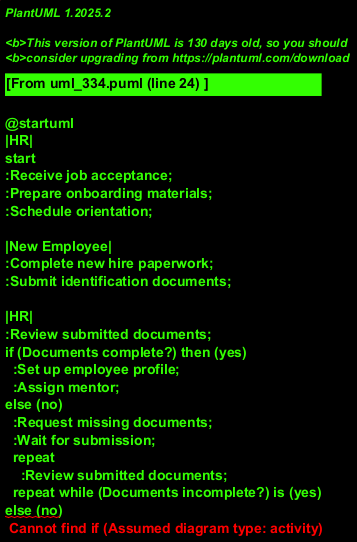 PlantUML 1.2025.2
<b>This version of PlantUML is 130 days old, so you should
<b>consider upgrading from https://plantuml.com/download
[From uml_334.puml (line 24) ]
@startuml
|HR|
start
:Receive job acceptance;
:Prepare onboarding materials;
:Schedule orientation;
|New Employee|
:Complete new hire paperwork;
:Submit identification documents;
|HR|
:Review submitted documents;
if (Documents complete?) then (yes)
:Set up employee profile;
:Assign mentor;
else (no)
:Request missing documents;
:Wait for submission;
repeat
:Review submitted documents;
repeat while (Documents incomplete?) is (yes)
else (no)
Cannot find if (Assumed diagram type: activity)